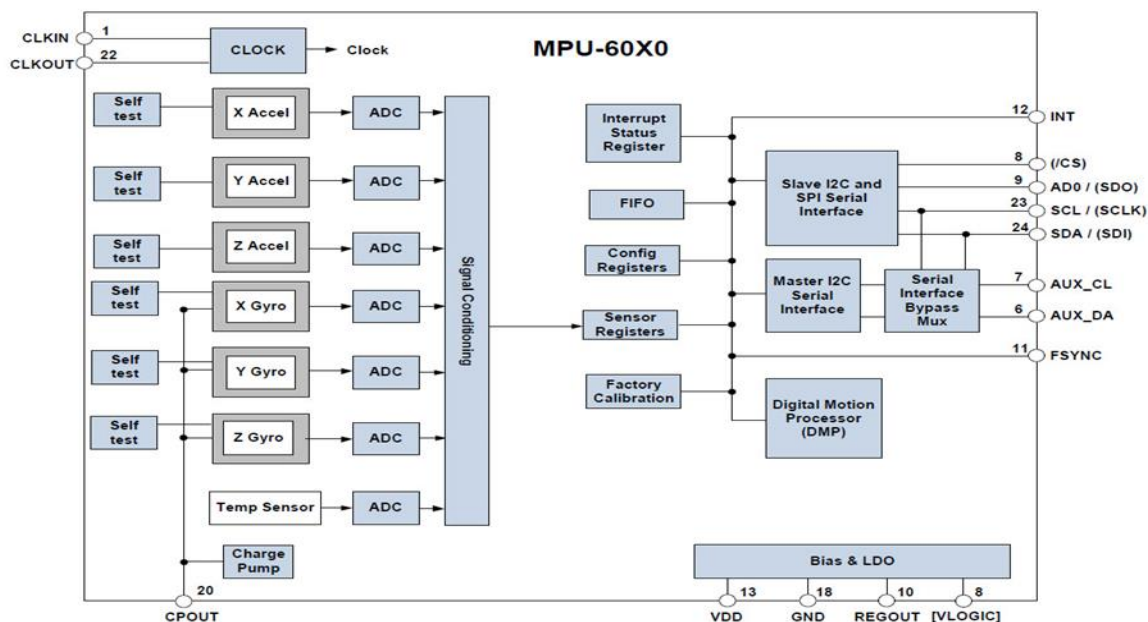 MPU-60X0
CLKIN
1
CLKOUT
22
CLOCK
Clock
Self
test
X Accel
ADC
Self
test
Y Accel
ADC
Self
test
Z Accel
ADC
Self
test
X Gyro
ADC
Self
test
Y Gyro
ADC
Self
test
Z Gyro
ADC
Temp Sensor
ADC
Charge
Pump
20
CPOUT
Signal Conditioning
Interrupt
Status
Register
FIFO
Config
Registers
Sensor
Registers
Factory
Calibration
Slave I2C and
SPI Serial
Interface
Master I2C
Serial
Interface
Serial
Interface
Bypass
Mux
Digital Motion
Processor
(DMP)
12
INT
8
(/CS)
9
AD0 / (SDO)
23
SCL / (SCLK)
24
SDA / (SDI)
7
AUX_CL
6
AUX_DA
11
FSYNC
Bias & LDO
13
VDD
18
GND
10
REGOUT
8
[VLOGIC]